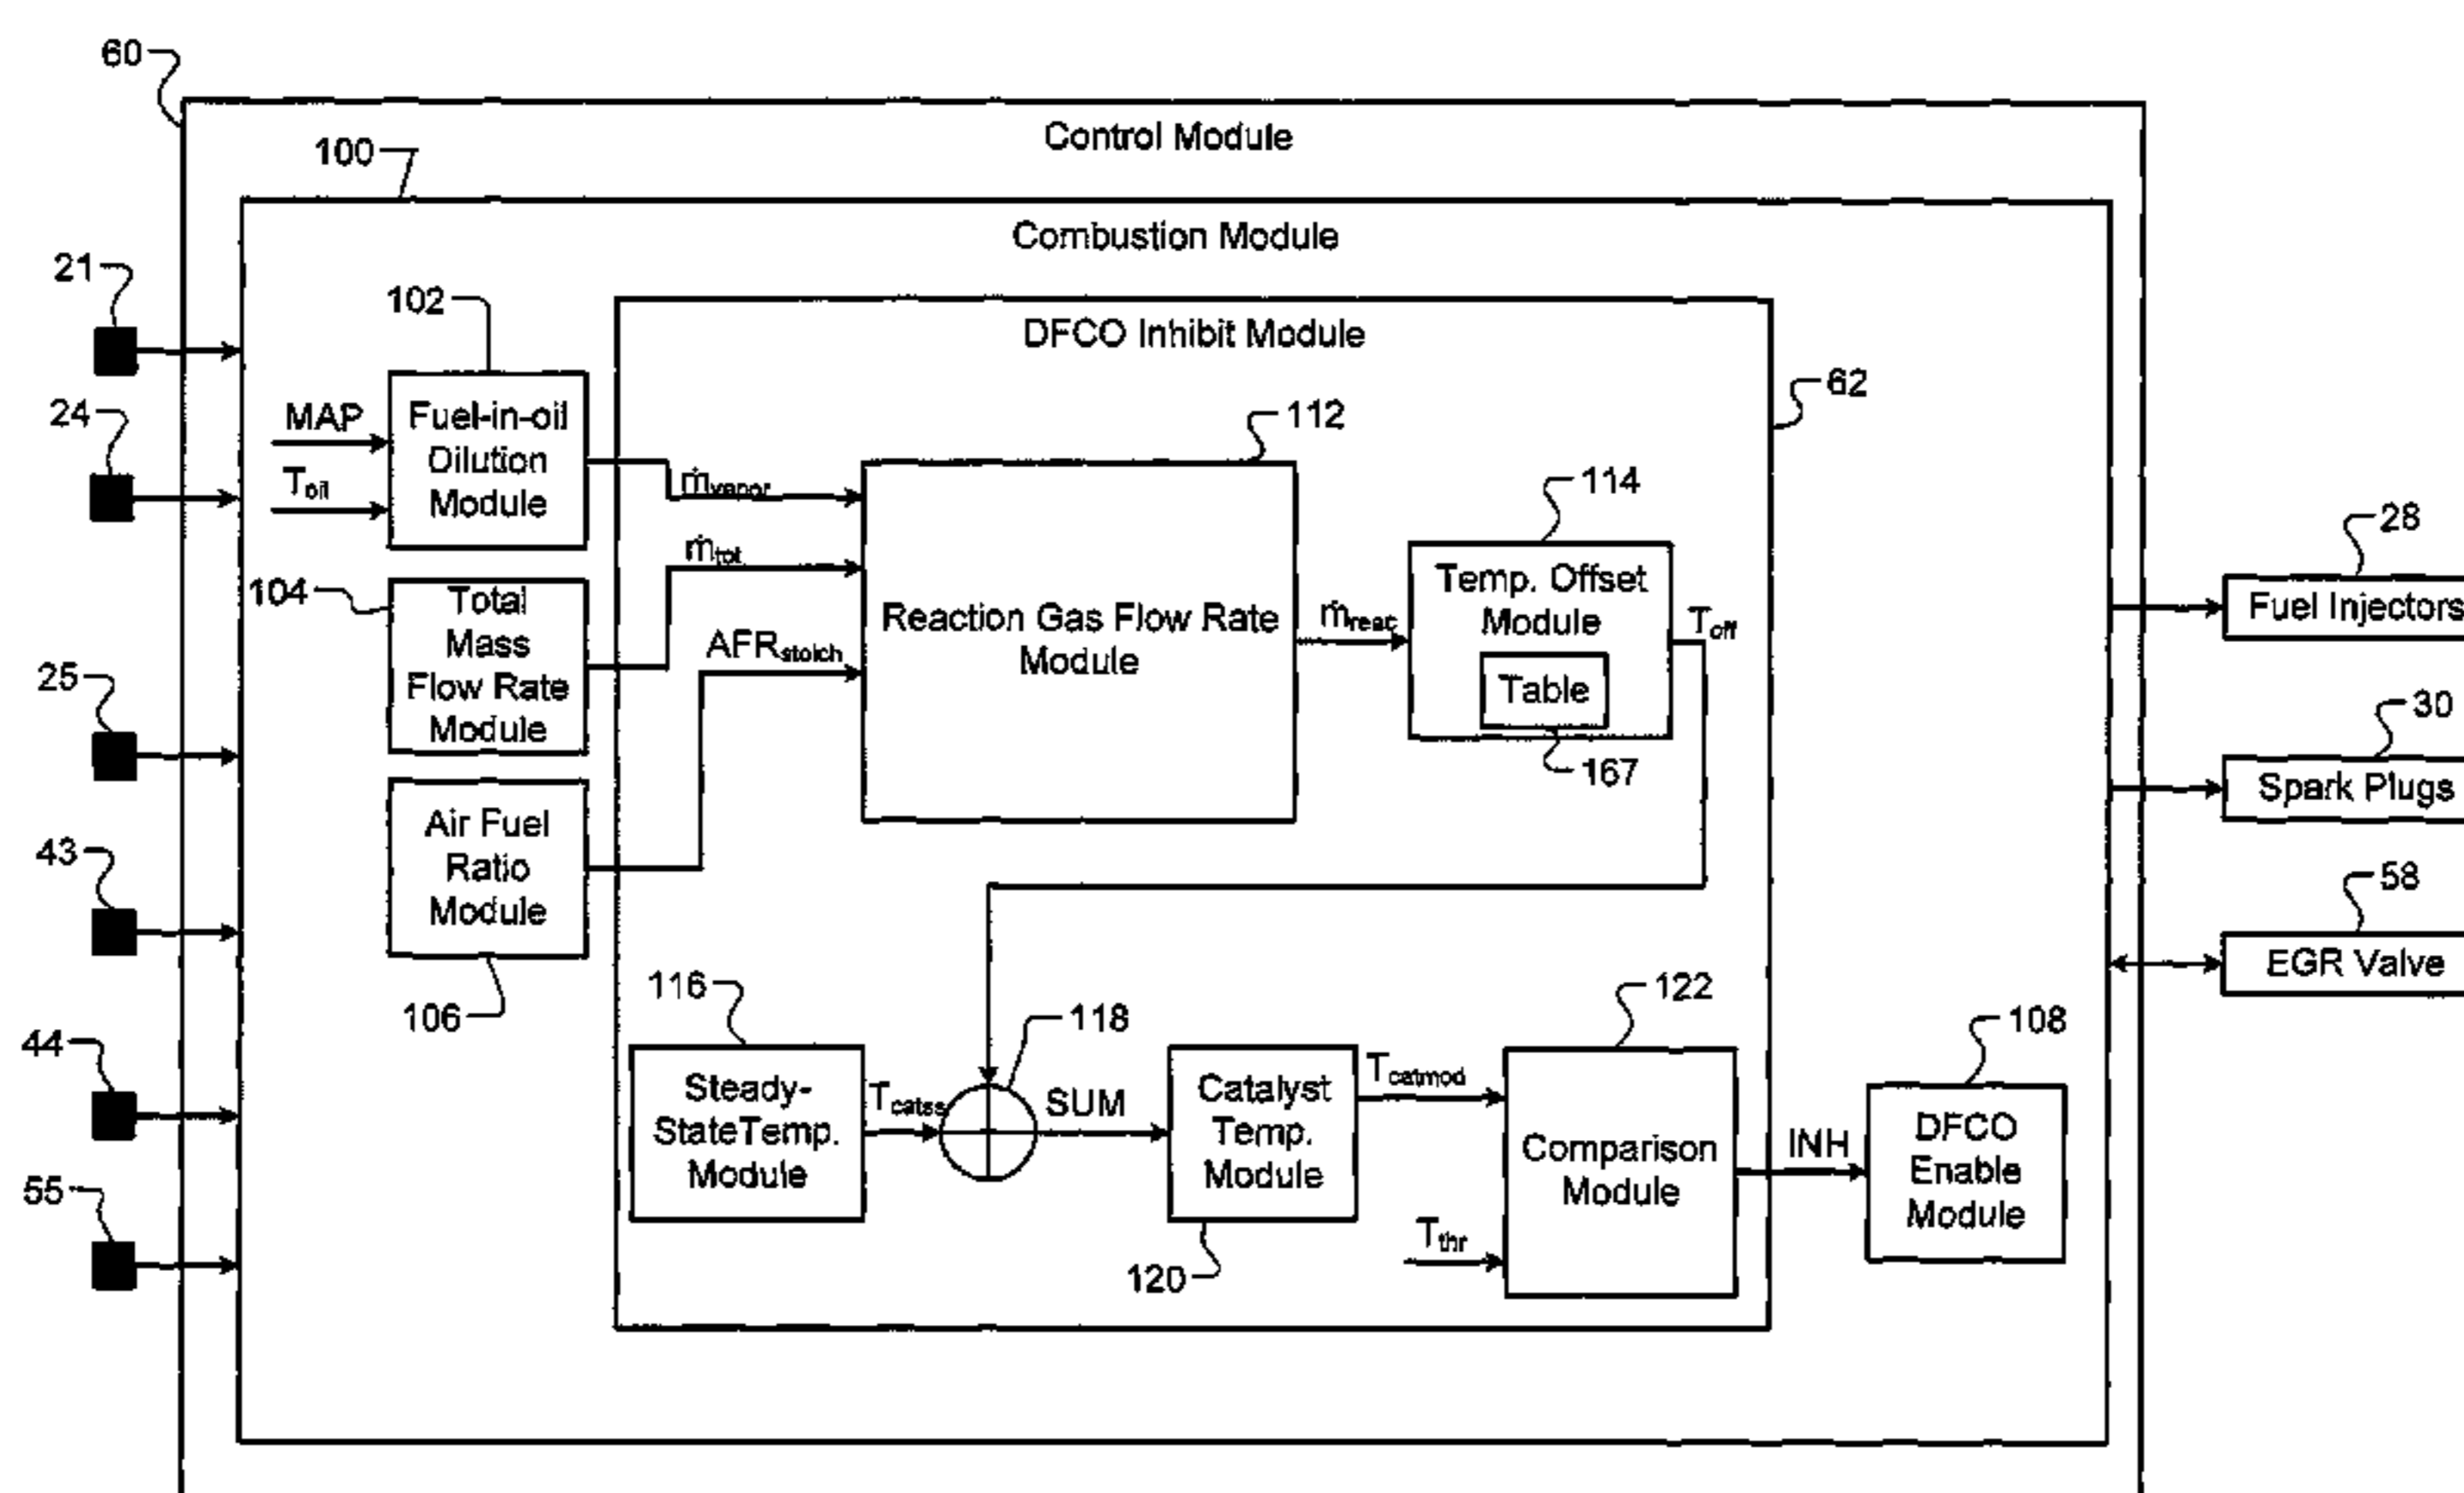 60
Control Module
100
Combustion Module
21
102
DFCO Inhibit Module
62
24
MAP
Toil
Fuel-in-oil
Dilution
Module
ṁvapor
112
114
104
Total
Mass
Flow Rate
Module
ṁtot
AFRstoich
Reaction Gas Flow Rate
Module
ṁreac
Temp. Offset
Module
Table
167
Toff
28
Fuel Injectors
25
30
Spark Plugs
43
Air Fuel
Ratio
Module
106
58
EGR Valve
44
116
118
122
108
Steady-
StateTemp.
Module
Tcatss
SUM
Catalyst
Temp.
Module
120
Tcatmod
Tthr
Comparison
Module
INH
DFCO
Enable
Module
55